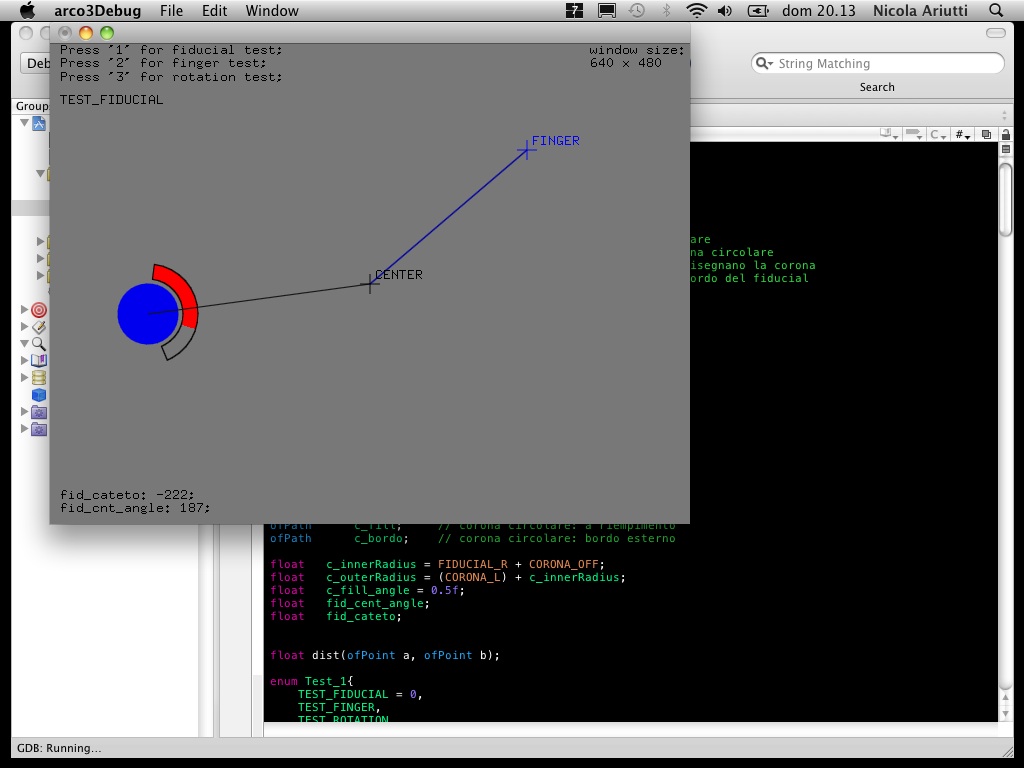 arco3Debug File Edit Window dom 20.13 Nicola Ariutti
Press '1' for fiducial test;
Press '2' for finger test;
Press '3' for rotation test;
window size:
640 x 480
TEST_FIDUCIAL
FINGER
CENTER
fid_cateto: -222;
fid_cnt_angle: 187;
Deb
String Matching
Search
Group
C #
are
na circolare
isegnano la corona
ordo del fiducial
ofPath c_fill; // corona circolare: a riempimento
ofPath c_bordo; // corona circolare: bordo esterno
float c_innerRadius = FIDUCIAL_R + CORONA_OFF;
float c_outerRadius = (CORONA_L) + c_innerRadius;
float c_fill_angle = 0.5f;
float fid_cent_angle;
float fid_cateto;
float dist(ofPoint a, ofPoint b);
enum Test_1{
TEST_FIDUCIAL = 0,
TEST_FINGER,
TEST_ROTATION
GDB: Running...